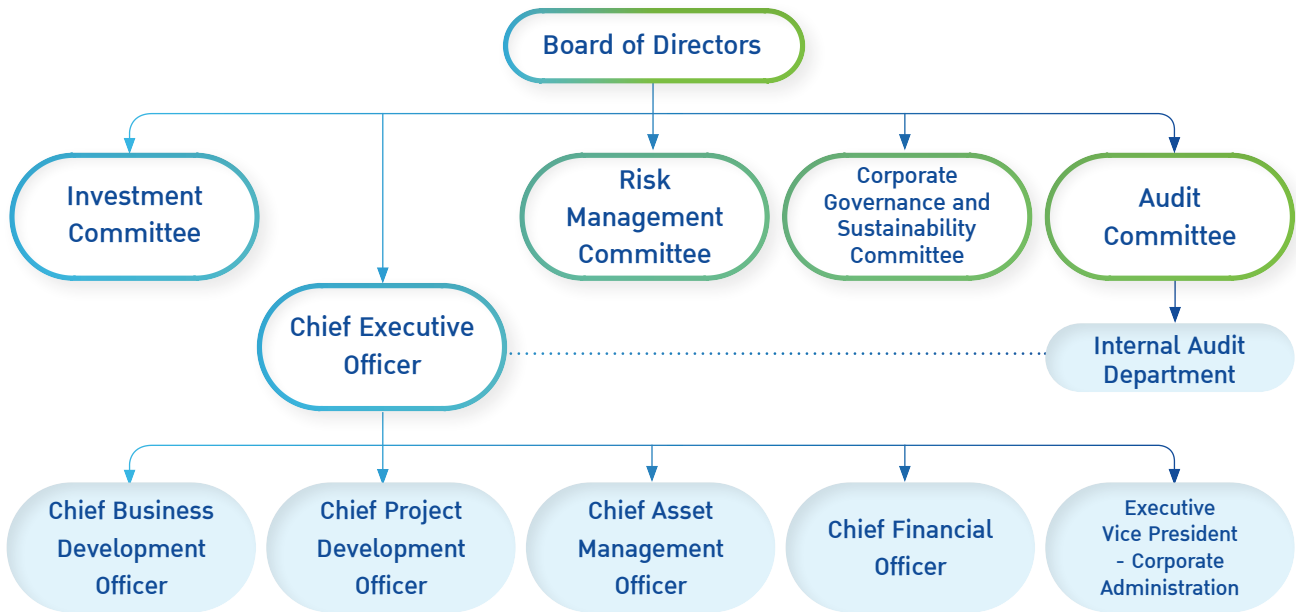 Board of Directors
Investment
Committee
Risk
Management
Committee
Corporate
Governance and
Sustainability
Committee
Audit
Committee
Chief Executive
Officer
Internal Audit
Department
Chief Business
Development
Officer
Chief Project
Development
Officer
Chief Asset
Management
Officer
Chief Financial
Officer
Executive
Vice President
- Corporate
Administration